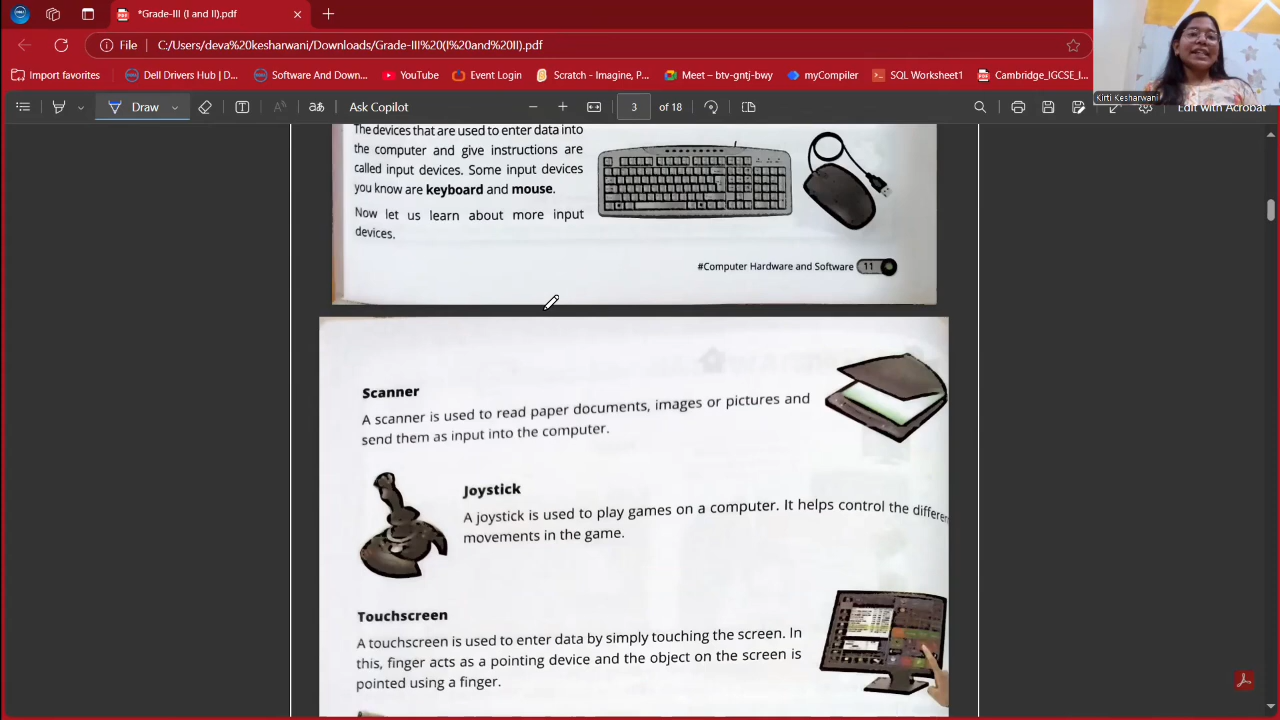 *Grade-III (I and II).pdf
File
C:/Users/deva%20kesharwani/Downloads/Grade-III%20(I%20and%20II).pdf
Import favorites
Dell Drivers Hub | D...
Software And Down...
YouTube
Event Login
Scratch - Imagine, P...
Meet – btv-gntj-bwy
myCompiler
SQL Worksheet1
Cambridge_IGCSE_I...
Kirti Kesharwani
Draw
Ask Copilot
3
of 18
Edit with Acrobat
The devices that are used to enter data into
the computer and give instructions are
called input devices. Some input devices
you know are keyboard and mouse.
Now let us learn about more input
devices.
#Computer Hardware and Software 11
Scanner
A scanner is used to read paper documents, images or pictures and
send them as input into the computer.
Joystick
A joystick is used to play games on a computer. It helps control the differen
movements in the game.
Touchscreen
A touchscreen is used to enter data by simply touching the screen. In
this, finger acts as a pointing device and the object on the screen is
pointed using a finger.